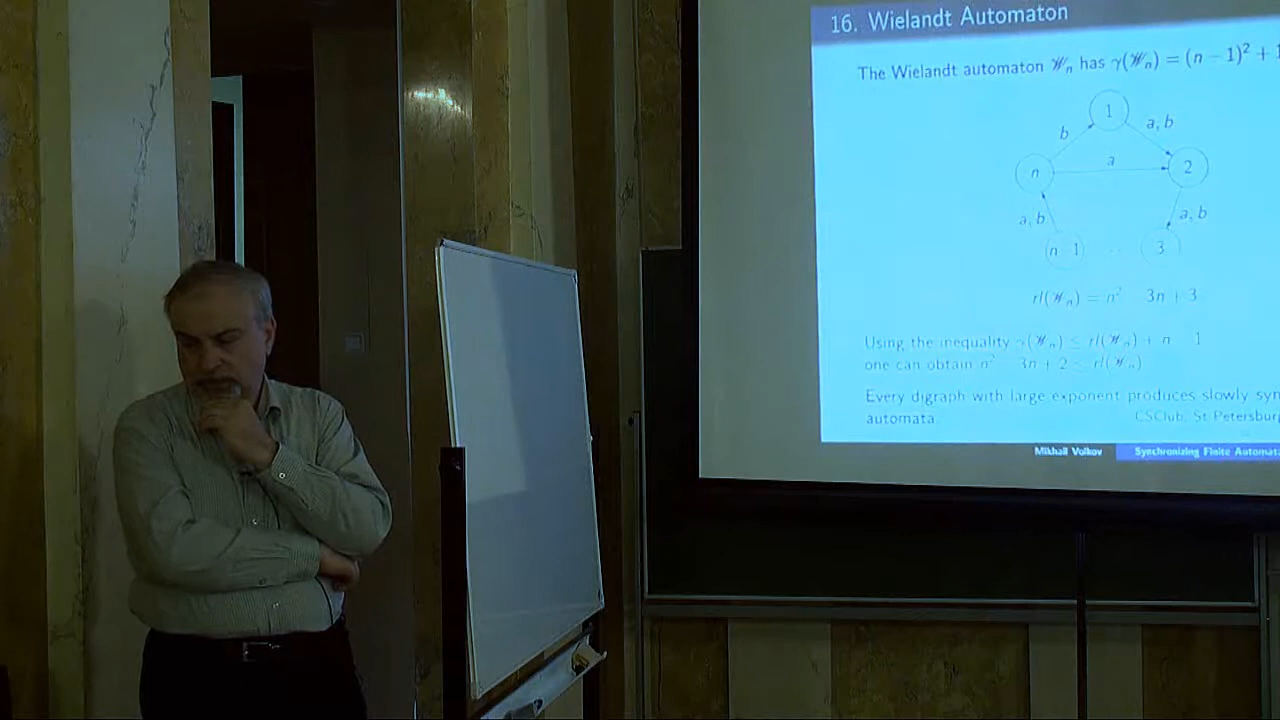 16. Wielandt Automaton
The Wielandt automaton 𝒲n has γ(𝒲n) = (n − 1)² + 1
1
b
a, b
n
a
2
a, b
a, b
n 1
3
rl(𝒲n) = n² 3n + 3
Using the inequality γ(𝒲n) ≤ rl(𝒲n) + n 1
one can obtain n² 3n + 2 ≤ rl(𝒲n)
Every digraph with large exponent produces slowly syn
automata.
CSClub, St Petersburg
Mikhail Volkov
Synchronizing Finite Automata